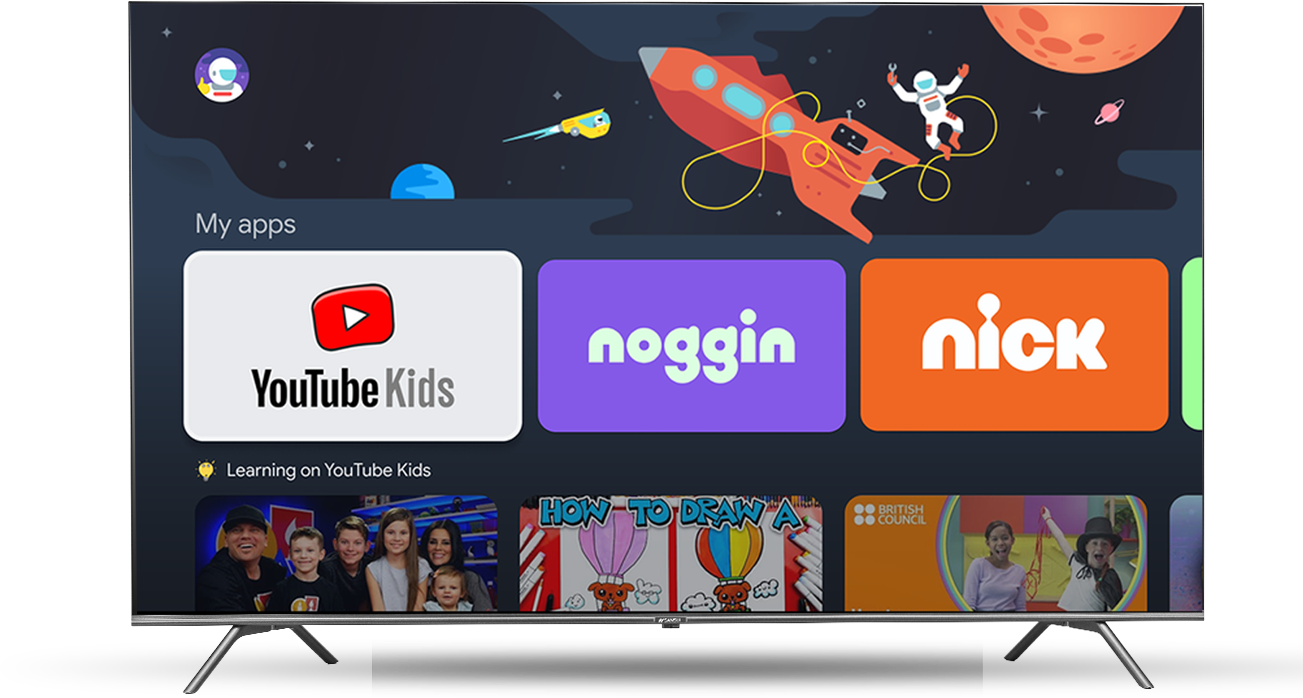 My apps
YouTube Kids
noggin
nick
Learning on YouTube Kids
HOW TO DRAW A
BRITISH
COUNCIL